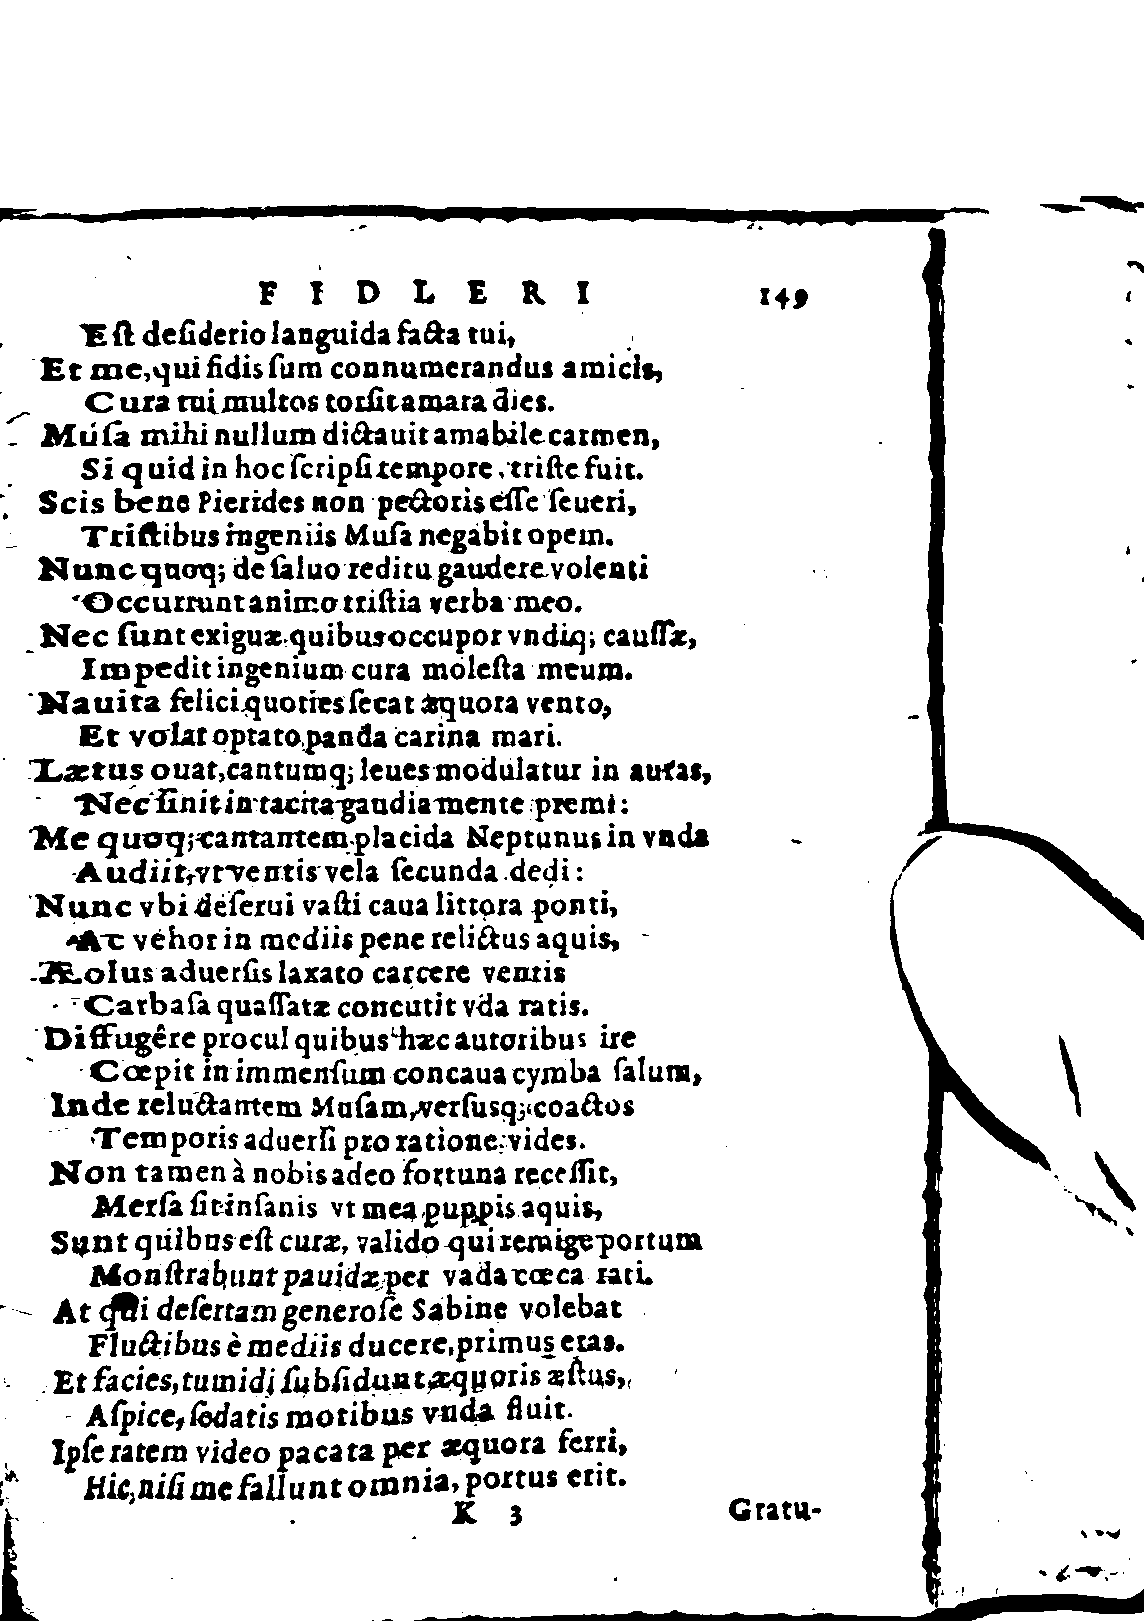 FIDLERI 149
Eſt deſiderio languida facta tui,
Et me, qui fidis ſum connumerandus amicis,
Cura tui multos torſit amara dies.
Muſa mihi nullum dictauit amabile carmen,
Si quid in hoc ſcripſi tempore, triſte fuit.
Scis bene Pierides non pectoris eſſe ſeueri,
Triſtibus ingeniis Muſa negabit opem.
Nunc quoq; de ſaluo reditu gaudere volenti
Occurrunt animo triſtia verba meo.
Nec ſunt exiguæ quibus occupor vndiq; cauſſæ,
Impedit ingenium cura moleſta meum.
Nauita felici quoties ſecat æquora vento,
Et volat optato panda carina mari.
Lætus ouat, cantumq; leues modulatur in auras,
Nec ſinit in tacita gaudia mente premi:
Me quoq; cantantem placida Neptunus in vnda
Audiit, vt ventis vela ſecunda dedi:
Nunc vbi deſerui vaſti caua littora ponti,
Ac vehor in mediis pene relictus aquis,
Æolus aduerſis laxato carcere ventis
Carbaſa quaſſatæ concutit vda ratis.
Diffugêre procul quibus hæc autoribus ire
Cœpit in immenſum concaua cymba ſalum,
Inde reluctantem Muſam, verſusq; coactos
Temporis aduerſi pro ratione vides.
Non tamen à nobis adeo fortuna receſſit,
Merſa ſit inſanis vt mea puppis aquis,
Sunt quibus eſt curæ, valido qui remige portum
Monſtrabunt pauidæ per vada cœca rati.
At qui deſertam generoſe Sabine volebat
Fluctibus è mediis ducere, primus eras.
Et facies, tumidi ſubſidunt æquoris æſtus,
Aſpice, ſedatis motibus vnda fluit.
Ipſe ratem video pacata per æquora ferri,
Hic, niſi me fallunt omnia, portus erit.
K 3 Gratu-